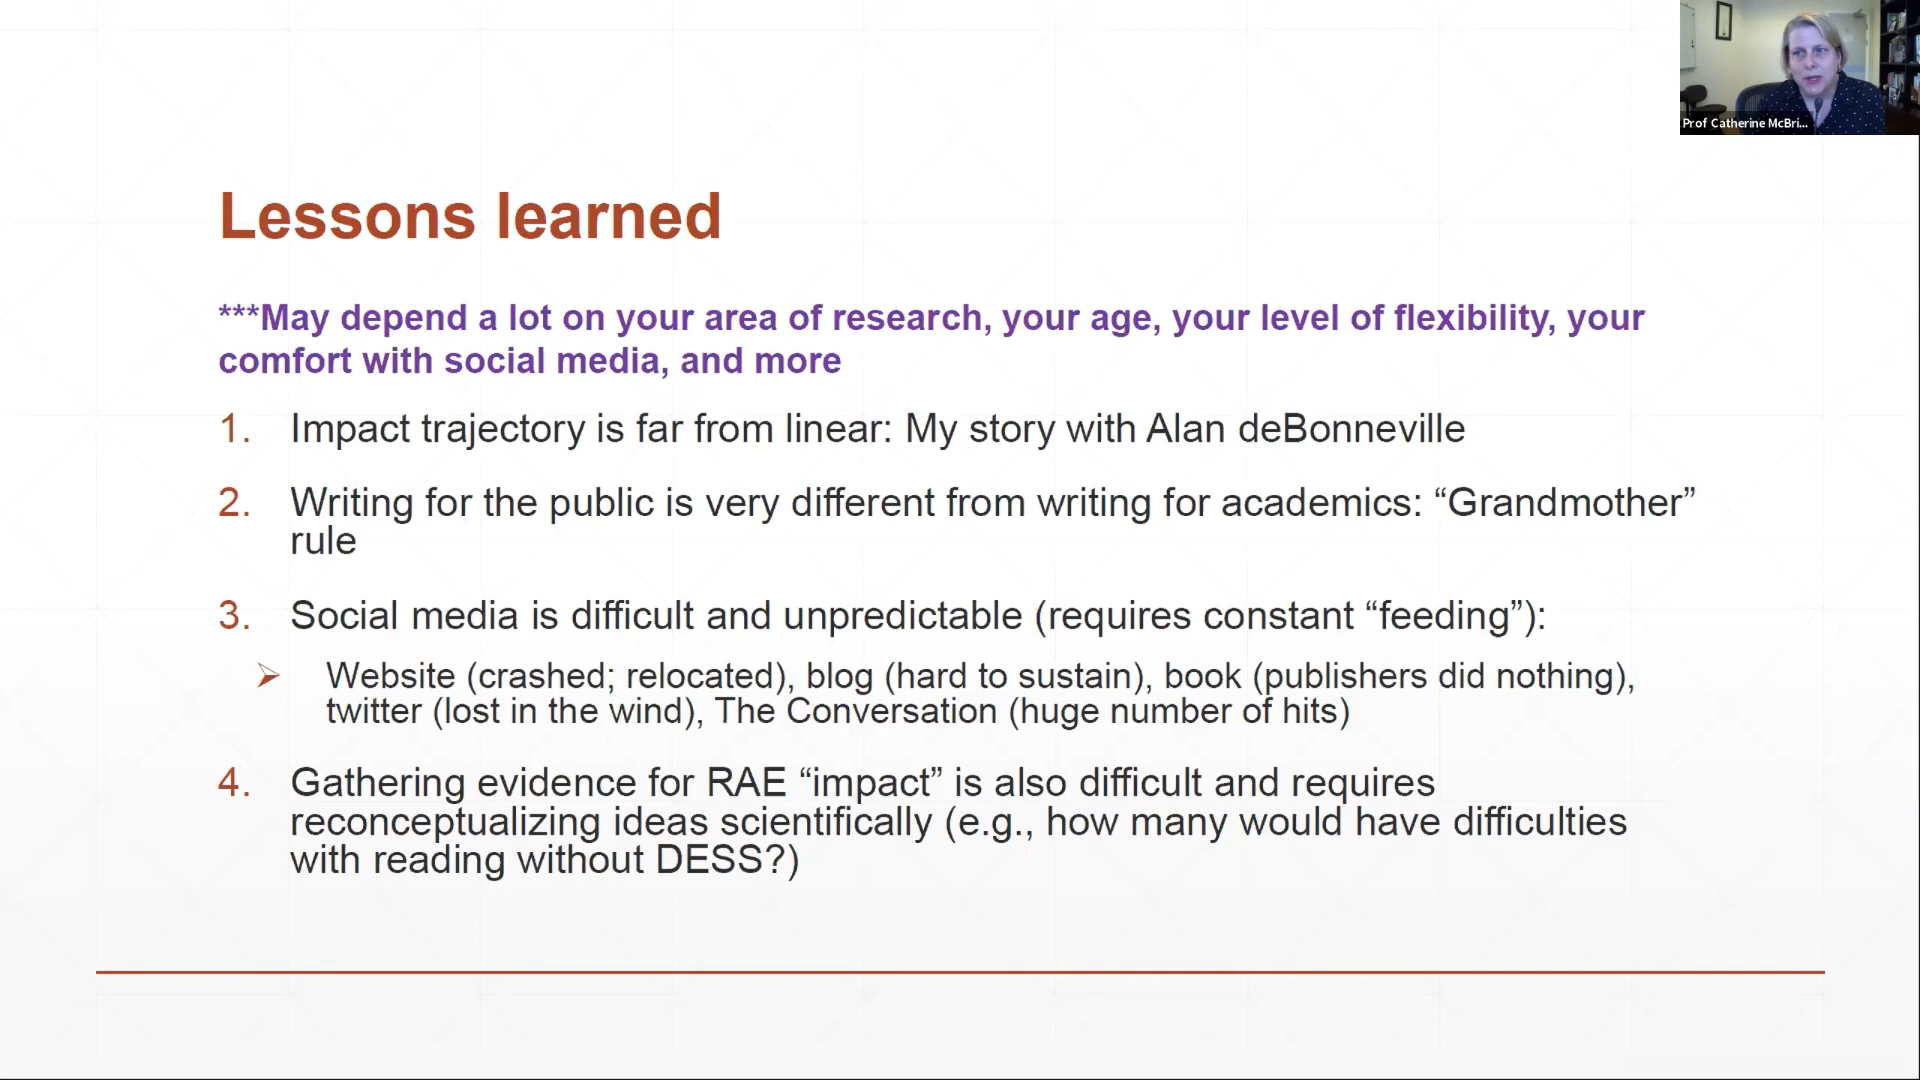 Prof Catherine McBri...
Lessons learned
***May depend a lot on your area of research, your age, your level of flexibility, your
comfort with social media, and more
1. Impact trajectory is far from linear: My story with Alan deBonneville
2. Writing for the public is very different from writing for academics: “Grandmother”
rule
3. Social media is difficult and unpredictable (requires constant “feeding”):
➢ Website (crashed; relocated), blog (hard to sustain), book (publishers did nothing),
twitter (lost in the wind), The Conversation (huge number of hits)
4. Gathering evidence for RAE “impact” is also difficult and requires
reconceptualizing ideas scientifically (e.g., how many would have difficulties
with reading without DESS?)